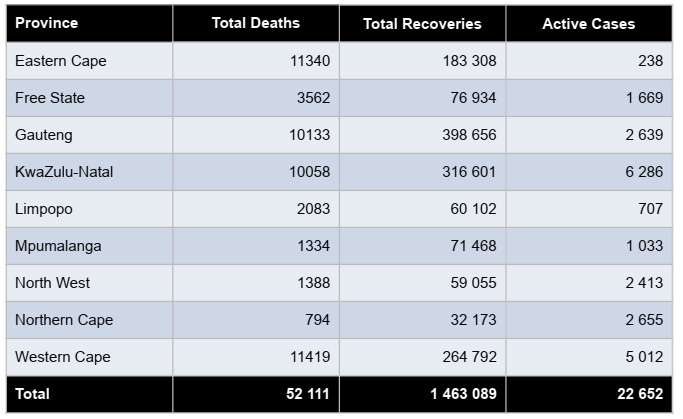 Province Total Deaths Total Recoveries Active Cases
Eastern Cape 11340 183 308 238
Free State 3562 76 934 1 669
Gauteng 10133 398 656 2 639
KwaZulu-Natal 10058 316 601 6 286
Limpopo 2083 60 102 707
Mpumalanga 1334 71 468 1 033
North West 1388 59 055 2 413
Northern Cape 794 32 173 2 655
Western Cape 11419 264 792 5 012
Total 52 111 1 463 089 22 652